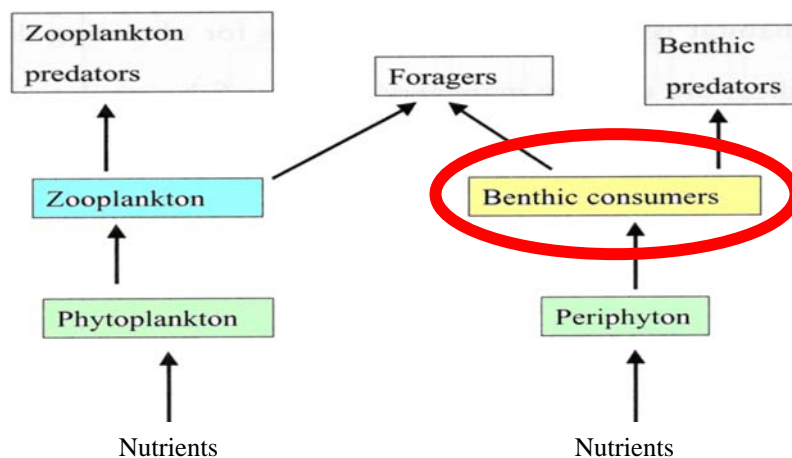 Zooplankton
predators
Foragers
Benthic
predators
Zooplankton
Benthic consumers
Phytoplankton
Periphyton
Nutrients
Nutrients